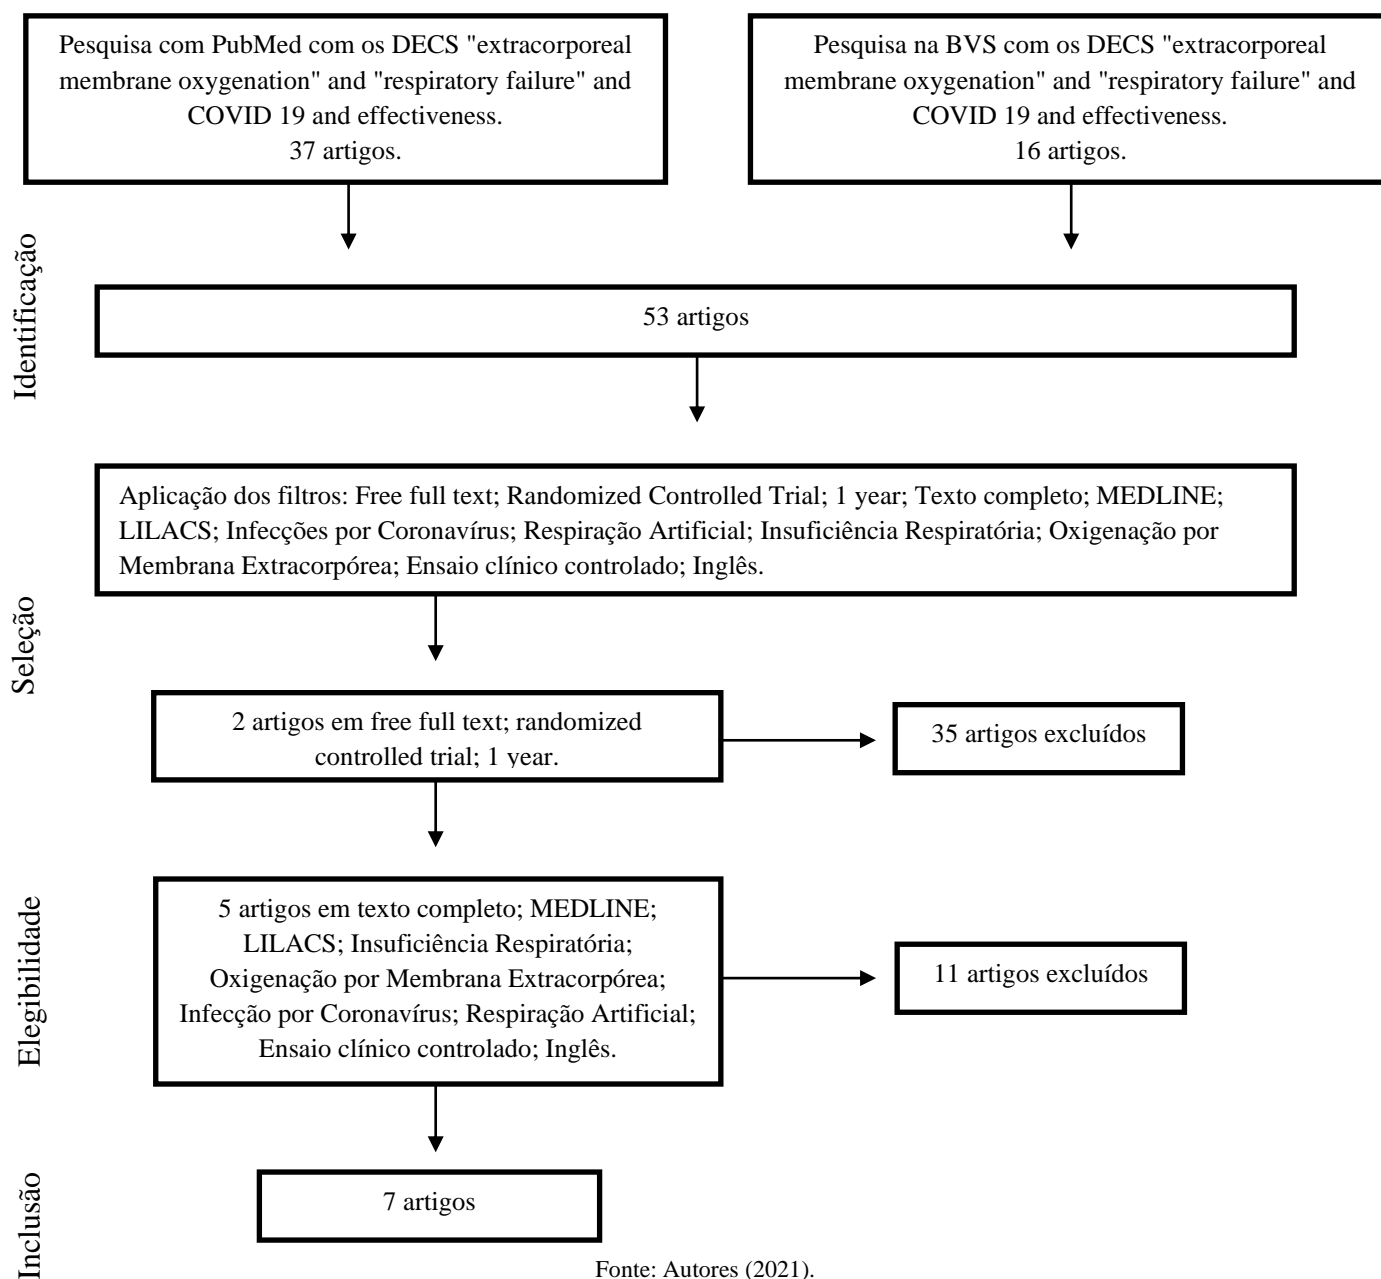 Pesquisa com PubMed com os DECS "extracorporeal
membrane oxygenation" and "respiratory failure" and
COVID 19 and effectiveness.
37 artigos.
Pesquisa na BVS com os DECS "extracorporeal
membrane oxygenation" and "respiratory failure" and
COVID 19 and effectiveness.
16 artigos.
Identificação
53 artigos
Seleção
Aplicação dos filtros: Free full text; Randomized Controlled Trial; 1 year; Texto completo; MEDLINE;
LILACS; Infecções por Coronavírus; Respiração Artificial; Insuficiência Respiratória; Oxigenação por
Membrana Extracorpórea; Ensaio clínico controlado; Inglês.
2 artigos em free full text; randomized
controlled trial; 1 year.
35 artigos excluídos
Elegibilidade
5 artigos em texto completo; MEDLINE;
LILACS; Insuficiência Respiratória;
Oxigenação por Membrana Extracorpórea;
Infecção por Coronavírus; Respiração Artificial;
Ensaio clínico controlado; Inglês.
11 artigos excluídos
Inclusão
7 artigos
Fonte: Autores (2021).